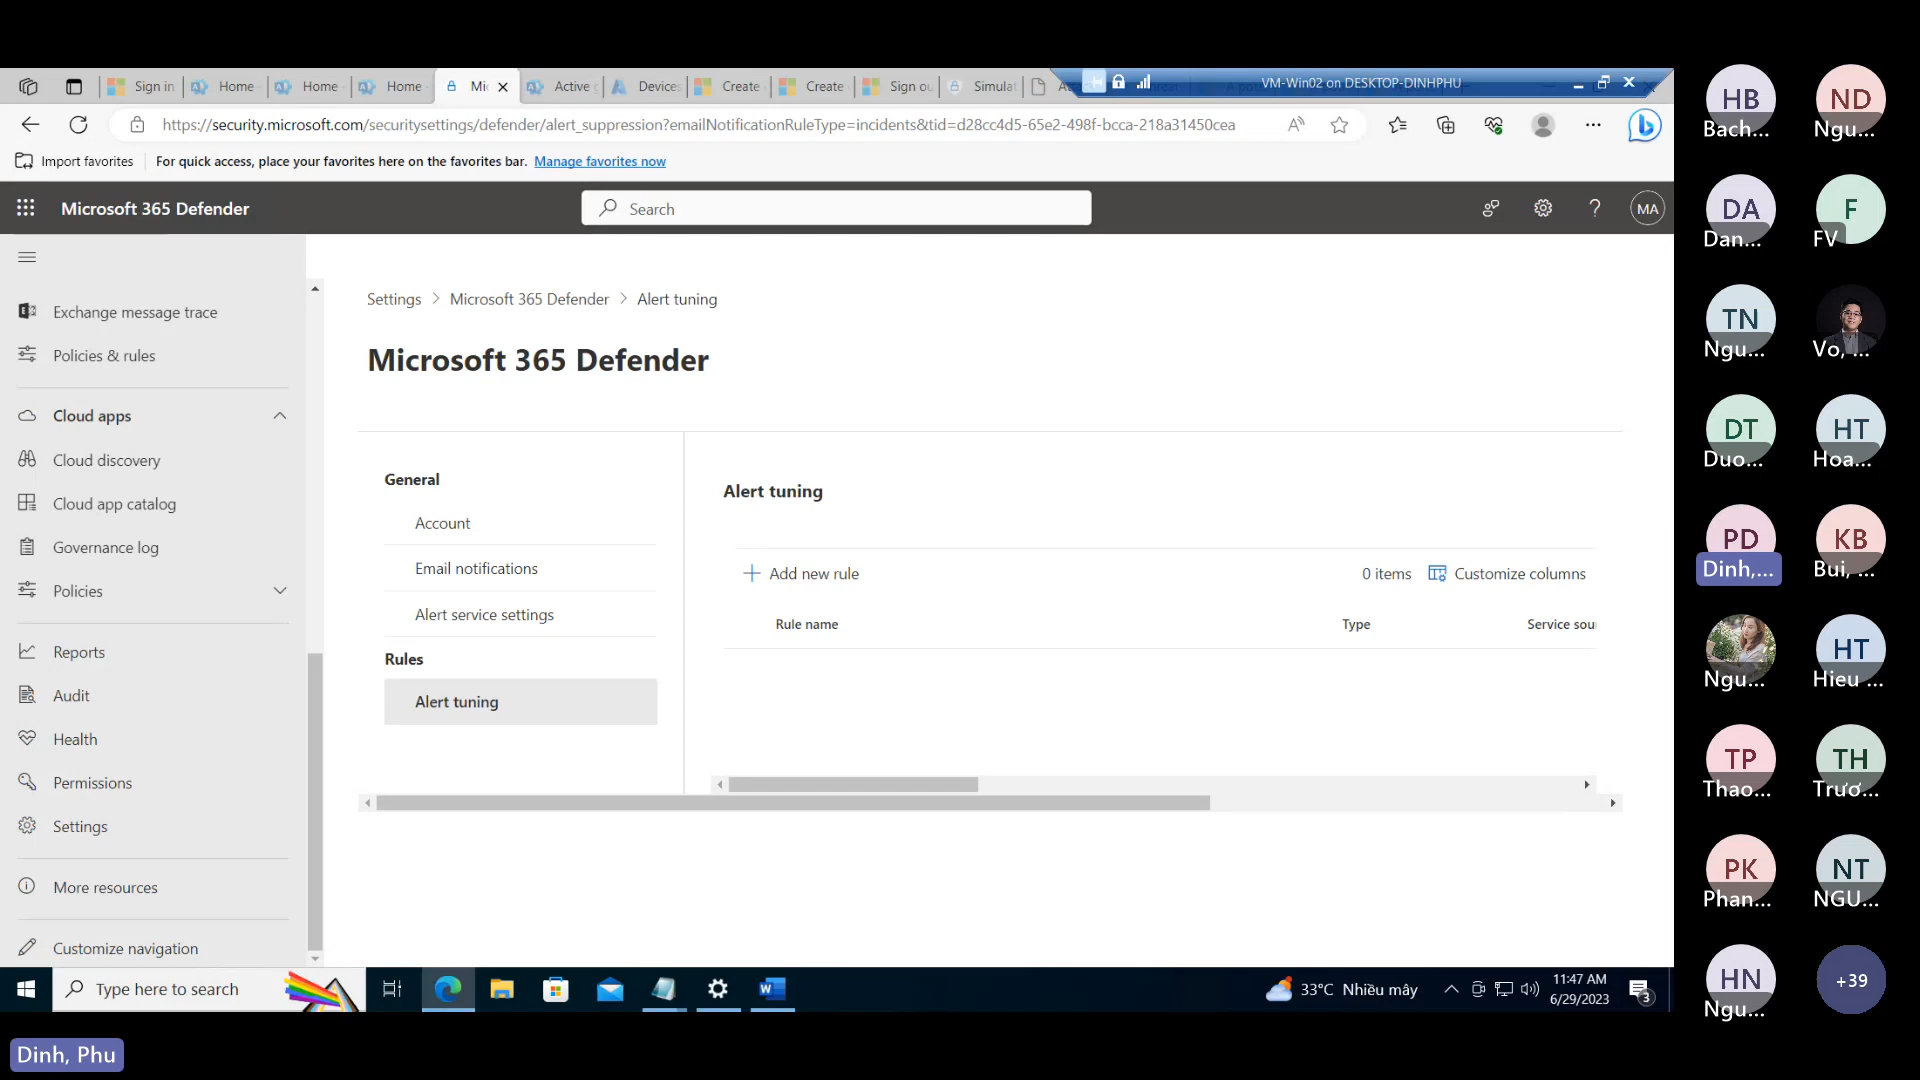 Sign in
Home
Home
Home
Mi
Active
Devices
Create
Create
Sign ou
Simulat
VM-Win02 on DESKTOP-DINHPHU
https://security.microsoft.com/securitysettings/defender/alert_suppression?emailNotificationRuleType=incidents&tid=d28cc4d5-65e2-498f-bcca-218a31450cea
Import favorites
For quick access, place your favorites here on the favorites bar. Manage favorites now
Microsoft 365 Defender
Search
MA
Exchange message trace
Policies & rules
Cloud apps
Cloud discovery
Cloud app catalog
Governance log
Policies
Reports
Audit
Health
Permissions
Settings
More resources
Customize navigation
Settings > Microsoft 365 Defender > Alert tuning
Microsoft 365 Defender
General
Account
Email notifications
Alert service settings
Rules
Alert tuning
Alert tuning
Add new rule
0 items
Customize columns
Rule name
Type
Service sou
Type here to search
33°C Nhiều mây
11:47 AM
6/29/2023
3
HB
Bach...
ND
Ngu...
DA
Dan...
F
FV
TN
Ngu...
Vo, ...
DT
Duo...
HT
Hoa...
PD
Dinh,...
KB
Bui, ...
Ngu...
HT
Hieu ...
TP
Thao...
TH
Trươ...
PK
Phan...
NT
NGU...
HN
Ngu...
+39
Dinh, Phu